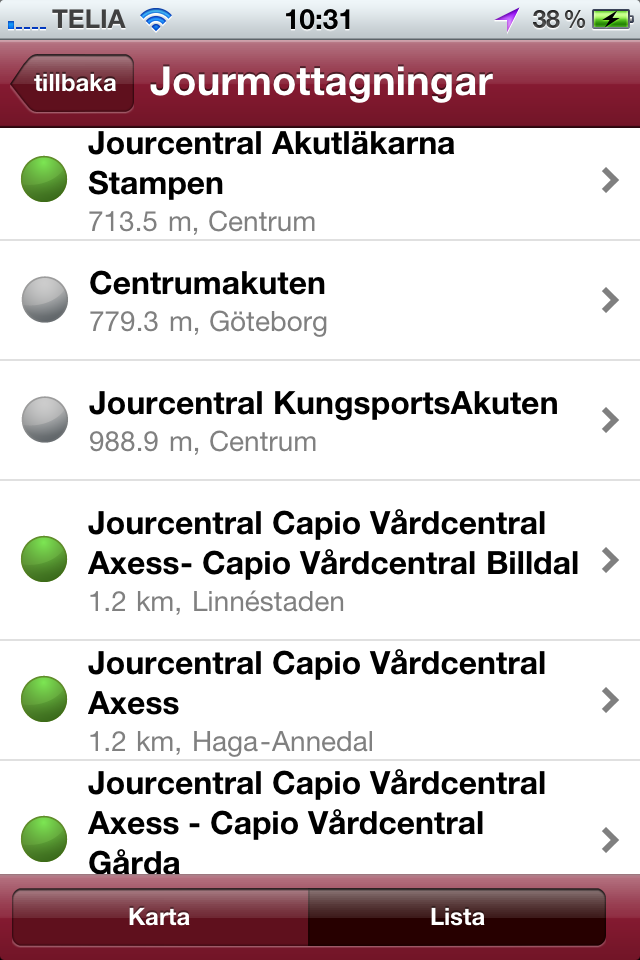 TELIA 10:31 38 %
tillbaka Jourmottagningar
Jourcentral Akutläkarna
Stampen
713.5 m, Centrum
Centrumakuten
779.3 m, Göteborg
Jourcentral KungsportsAkuten
988.9 m, Centrum
Jourcentral Capio Vårdcentral
Axess- Capio Vårdcentral Billdal
1.2 km, Linnéstaden
Jourcentral Capio Vårdcentral
Axess
1.2 km, Haga-Annedal
Jourcentral Capio Vårdcentral
Axess - Capio Vårdcentral
Gårda
Karta Lista